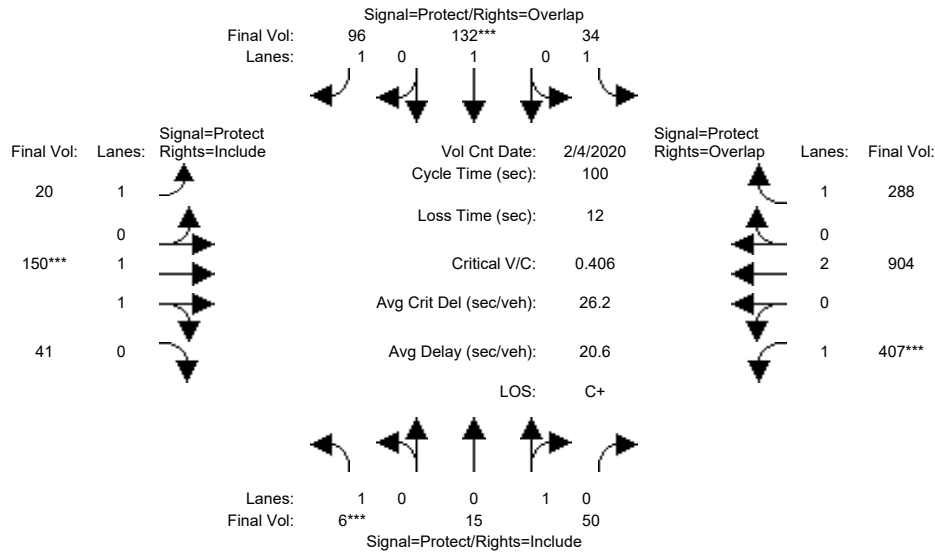 Signal=Protect/Rights=Overlap
Final Vol: 96 132*** 34
Lanes: 1 0 1 0 1
Signal=Protect Signal=Protect
Final Vol: Lanes: Rights=Include Vol Cnt Date: 2/4/2020 Rights=Overlap Lanes: Final Vol:
Cycle Time (sec): 100
20 1 1 288
Loss Time (sec): 12
0 0
150*** 1 Critical V/C: 0.406 2 904
1 Avg Crit Del (sec/veh): 26.2 0
41 0 Avg Delay (sec/veh): 20.6 1 407***
LOS: C+
Lanes: 1 0 0 1 0
Final Vol: 6*** 15 50
Signal=Protect/Rights=Include